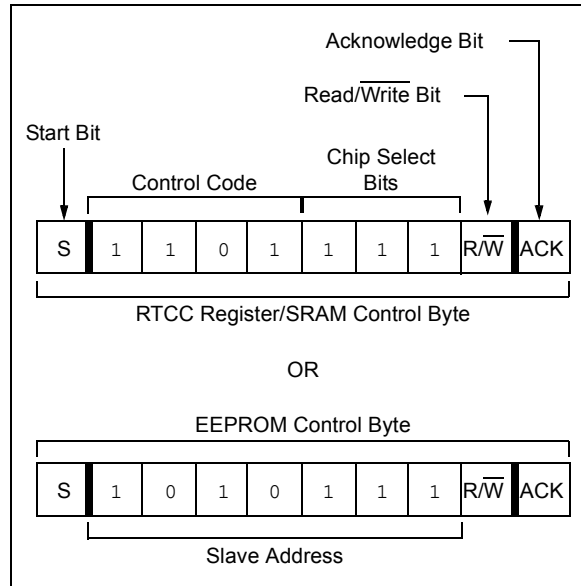 Acknowledge Bit
Read/Write Bit
Start Bit
Chip Select
Control Code Bits
S 1 1 0 1 1 1 1 R/W ACK
RTCC Register/SRAM Control Byte
OR
EEPROM Control Byte
S 1 0 1 0 1 1 1 R/W ACK
Slave Address